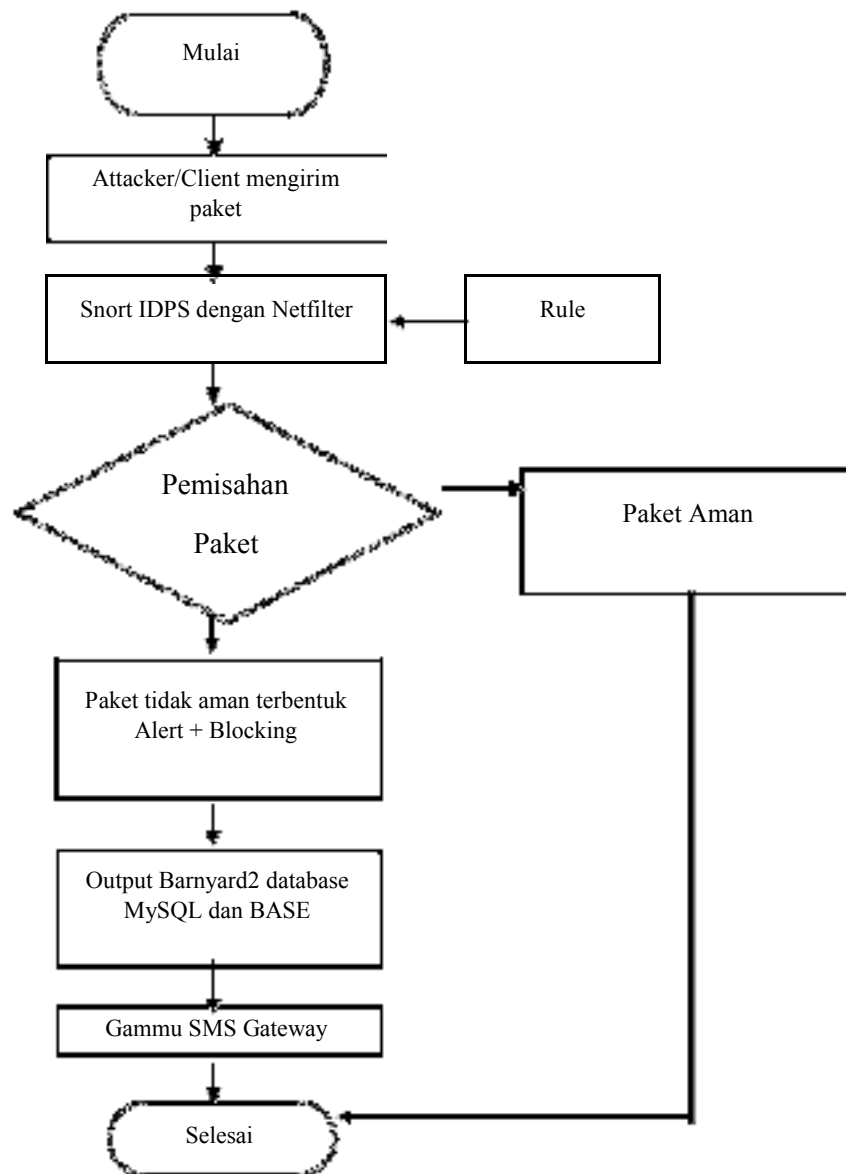 Mulai
Attacker/Client mengirim
paket
Snort IDPS dengan Netfilter
Rule
Pemisahan
Paket
Paket Aman
Paket tidak aman terbentuk
Alert + Blocking
Output Barnyard2 database
MySQL dan BASE
Gammu SMS Gateway
Selesai